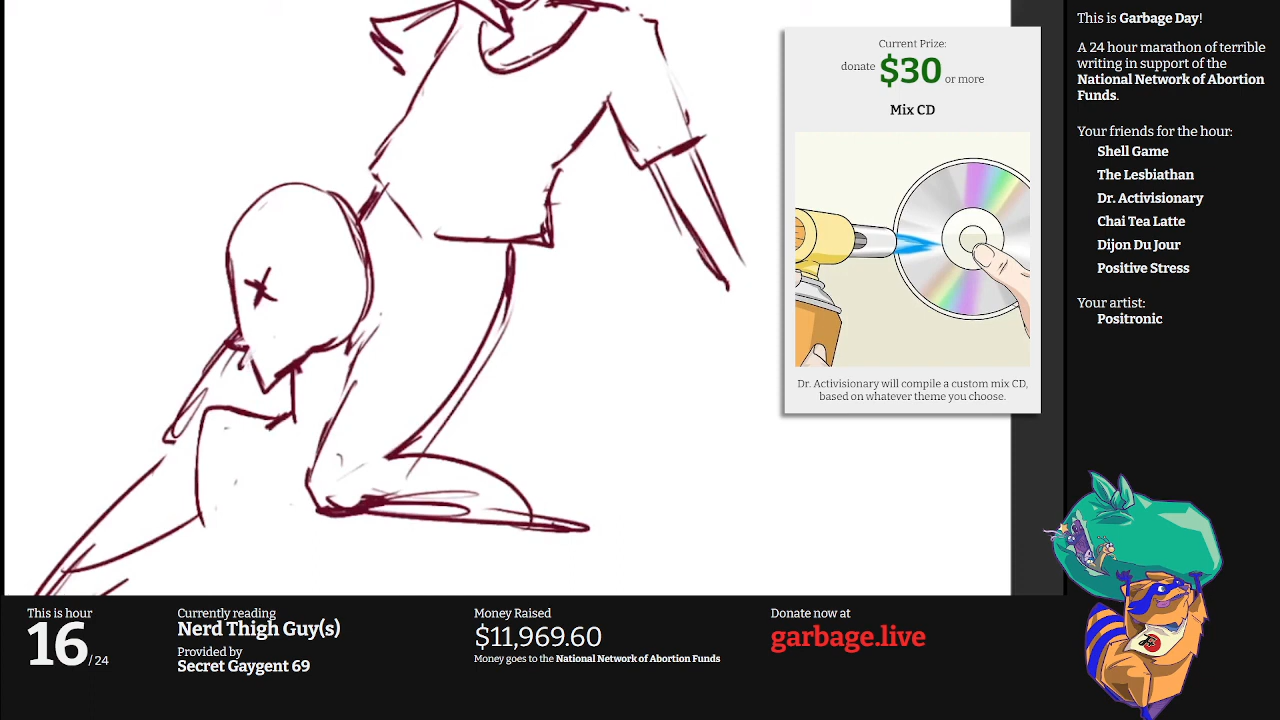 Current Prize:
donate $30 or more
Mix CD
Dr. Activisionary will compile a custom mix CD,
based on whatever theme you choose.
This is Garbage Day!
A 24 hour marathon of terrible
writing in support of the
National Network of Abortion
Funds.
Your friends for the hour:
Shell Game
The Lesbiathan
Dr. Activisionary
Chai Tea Latte
Dijon Du Jour
Positive Stress
Your artist:
Positronic
This is hour
16/24
Currently reading
Nerd Thigh Guy(s)
Provided by
Secret Gaygent 69
Money Raised
$11,969.60
Money goes to the National Network of Abortion Funds
Donate now at
garbage.live